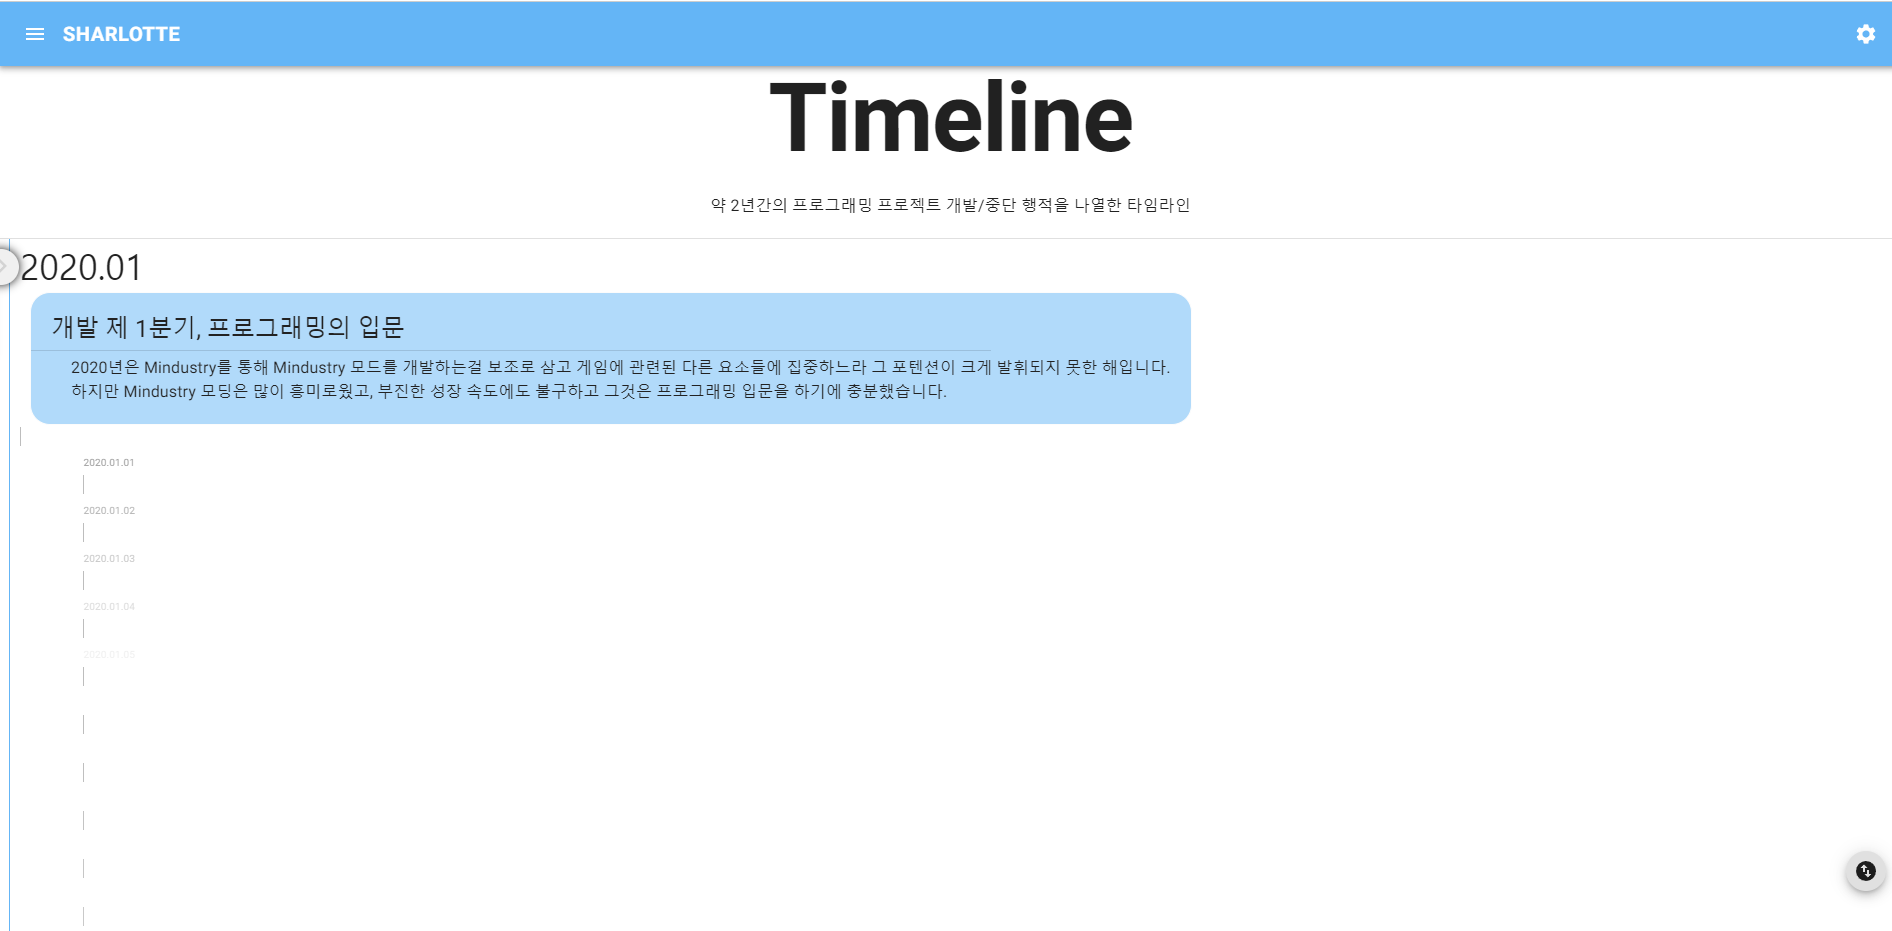 SHARLOTTE
Timeline
약 2년간의 프로그래밍 프로젝트 개발/중단 행적을 나열한 타임라인
2020.01
개발 제 1분기, 프로그래밍의 입문
2020년은 Mindustry를 통해 Mindustry 모드를 개발하는걸 보조로 삼고 게임에 관련된 다른 요소들에 집중하느라 그 포텐션이 크게 발휘되지 못한 해입니다.
하지만 Mindustry 모딩은 많이 흥미로웠고, 부진한 성장 속도에도 불구하고 그것은 프로그래밍 입문을 하기에 충분했습니다.
2020.01.01
2020.01.02
2020.01.03
2020.01.04
2020.01.05